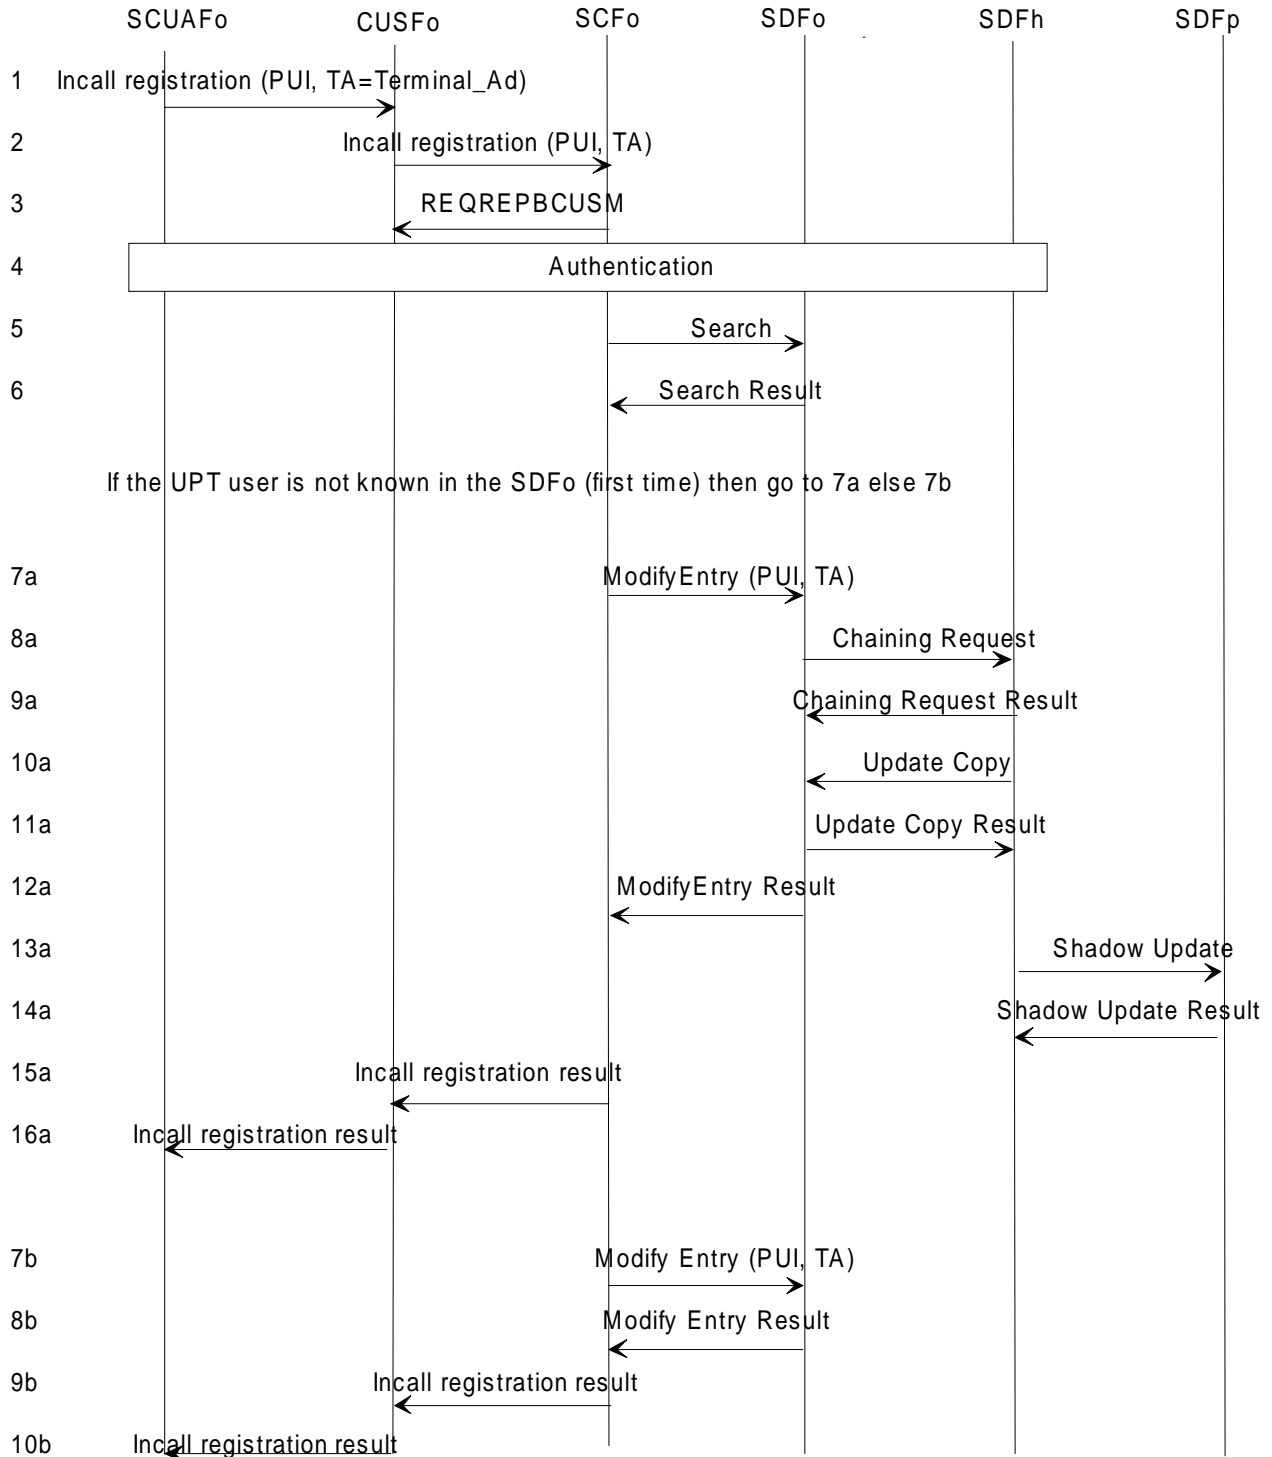 SCUAFo CUSFo SCFo SDFo SDFh SDFp
1 Incall registration (PUI, TA=Terminal_Ad)
2 Incall registration (PUI, TA)
3 REQREPBCUSM
4 Authentication
5 Search
6 Search Result
If the UPT user is not known in the SDFo (first time) then go to 7a else 7b
7a ModifyEntry (PUI, TA)
8a Chaining Request
9a Chaining Request Result
10a Update Copy
11a Update Copy Result
12a ModifyEntry Result
13a Shadow Update
14a Shadow Update Result
15a Incall registration result
16a Incall registration result
7b Modify Entry (PUI, TA)
8b Modify Entry Result
9b Incall registration result
10b Incall registration result